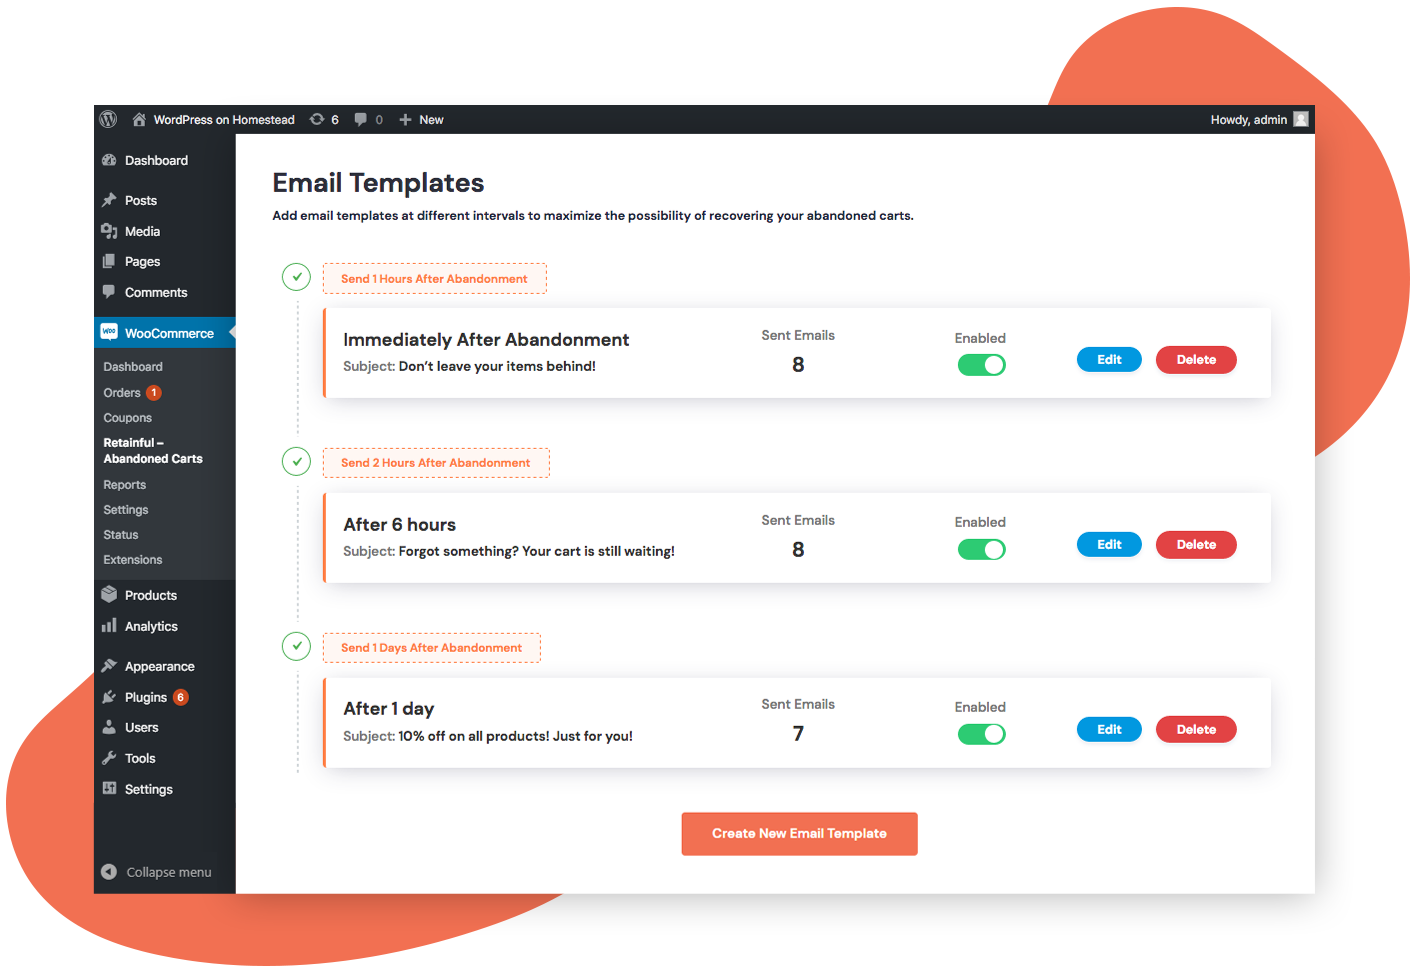 WordPress on Homestead 6 0 New Howdy, admin
Dashboard
Posts
Media
Pages
Comments
WooCommerce
Dashboard
Orders 1
Coupons
Retainful –
Abandoned Carts
Reports
Settings
Status
Extensions
Products
Analytics
Appearance
Plugins 6
Users
Tools
Settings
Collapse menu
Email Templates
Add email templates at different intervals to maximize the possibility of recovering your abandoned carts.
Send 1 Hours After Abandonment
Immediately After Abandonment
Subject: Don’t leave your items behind!
Sent Emails
8
Enabled
Edit
Delete
Send 2 Hours After Abandonment
After 6 hours
Subject: Forgot something? Your cart is still waiting!
Sent Emails
8
Enabled
Edit
Delete
Send 1 Days After Abandonment
After 1 day
Subject: 10% off on all products! Just for you!
Sent Emails
7
Enabled
Edit
Delete
Create New Email Template